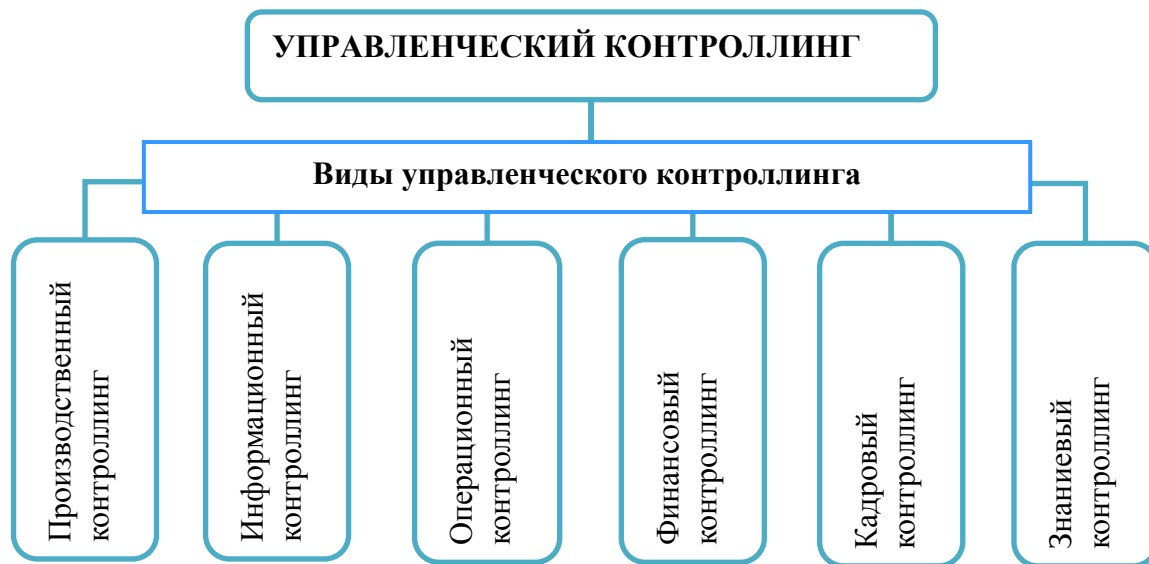 УПРАВЛЕНЧЕСКИЙ КОНТРОЛЛИНГ
Виды управленческого контроллинга
Производственный
контроллинг
Информационный
контроллинг
Операционный
контроллинг
Финансовый
контроллинг
Кадровый
контроллинг
Знаниевый
контроллинг